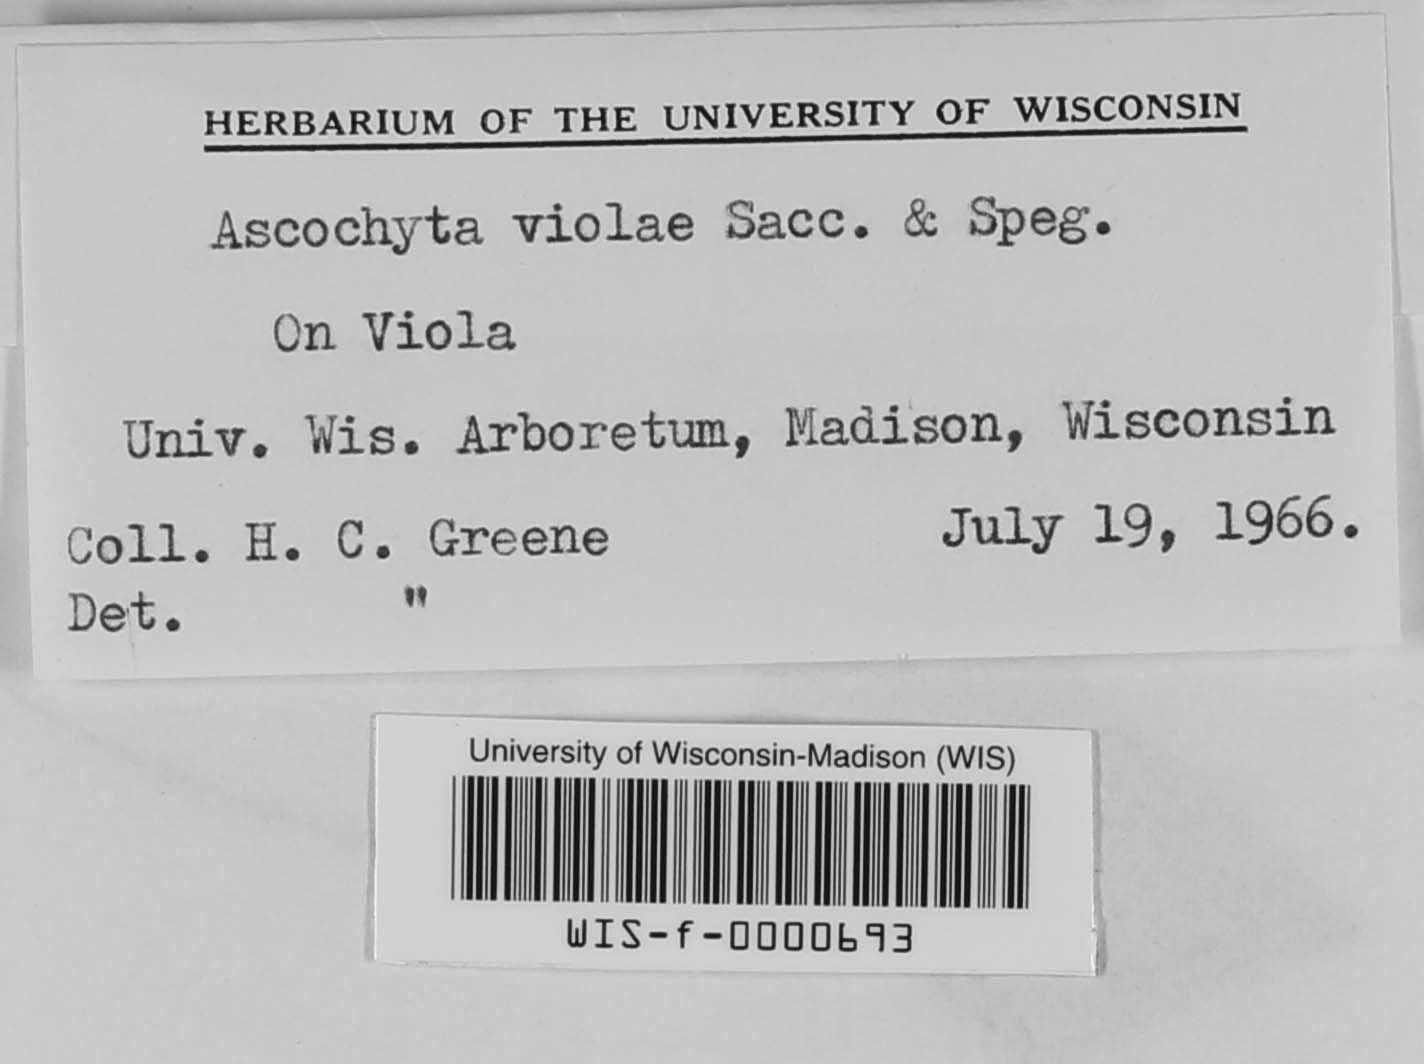 HERBARIUM OF THE UNIVERSITY OF WISCONSIN
Ascochyta violae Sacc. & Speg.
On Viola
Univ. Wis. Arboretum, Madison, Wisconsin
Coll. H. C. Greene July 19, 1966.
Det. "
University of Wisconsin-Madison (WIS)
WIS-f-0000693